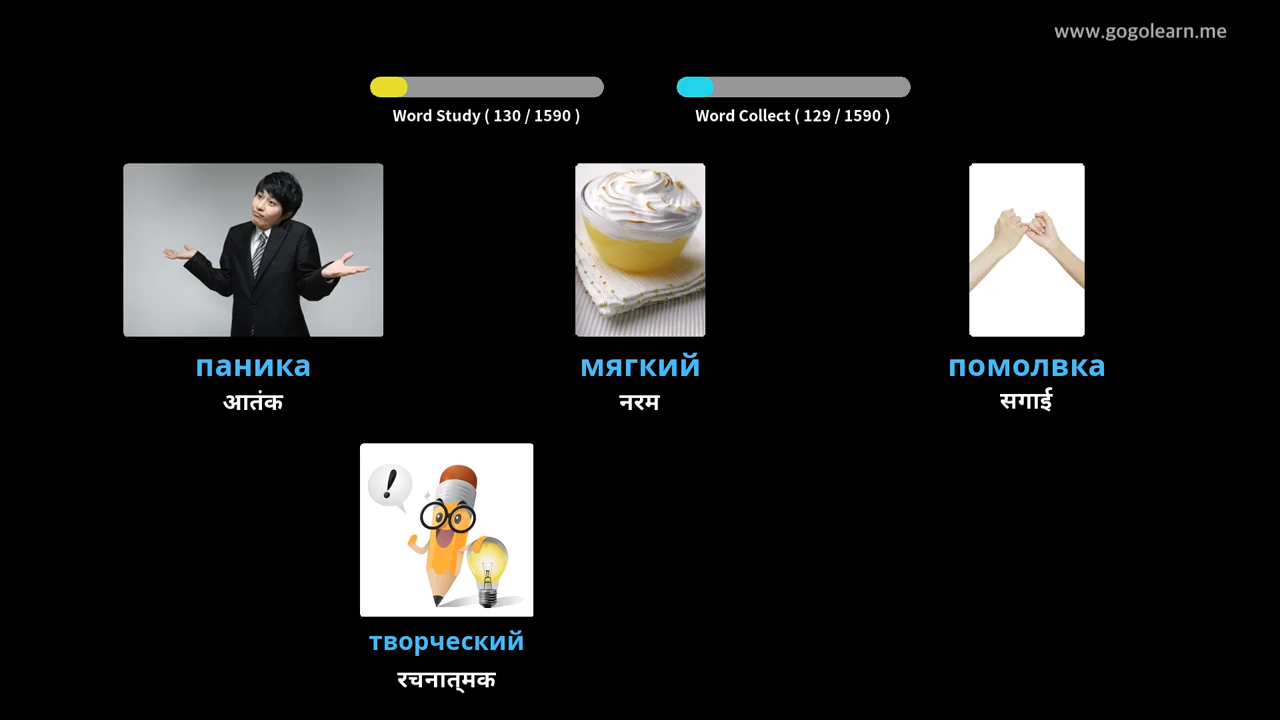 www.gogolearn.me
Word Study ( 130 / 1590 )
Word Collect ( 129 / 1590 )
паника
мягкий
помолвка
आतंक
नरम
सगाई
!
творческий
रचनात्मक